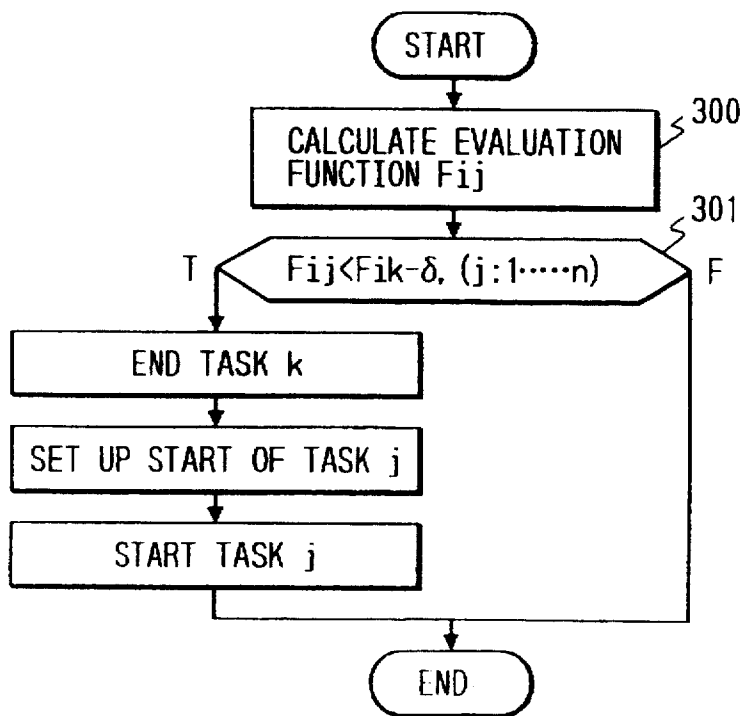 START
300
CALCULATE EVALUATION
FUNCTION Fij
301
T
Fij<Fik-δ, (j:1·····n)
F
END TASK k
SET UP START OF TASK j
START TASK j
END